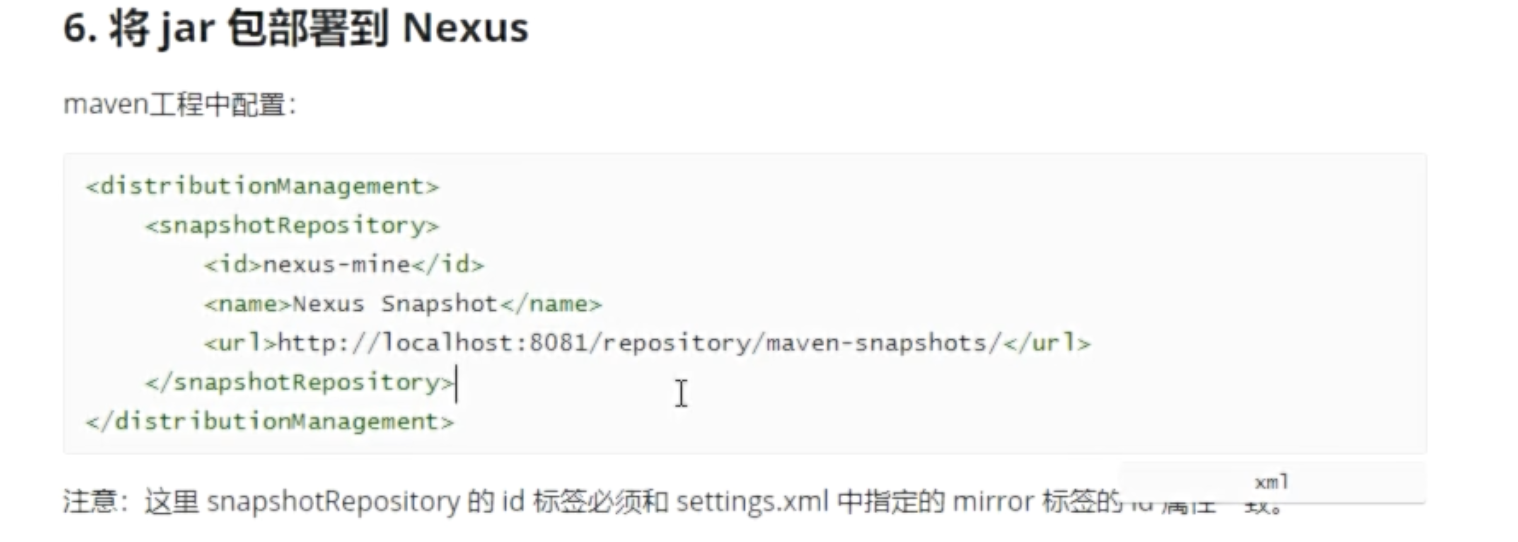 6. 将 jar 包部署到 Nexus
maven工程中配置：
<distributionManagement>
    <snapshotRepository>
        <id>nexus-mine</id>
        <name>Nexus Snapshot</name>
        <url>http://localhost:8081/repository/maven-snapshots/</url>
    </snapshotRepository>
</distributionManagement>
xml
注意：这里 snapshotRepository 的 id 标签必须和 settings.xml 中指定的 mirror 标签的 id 属性一致。